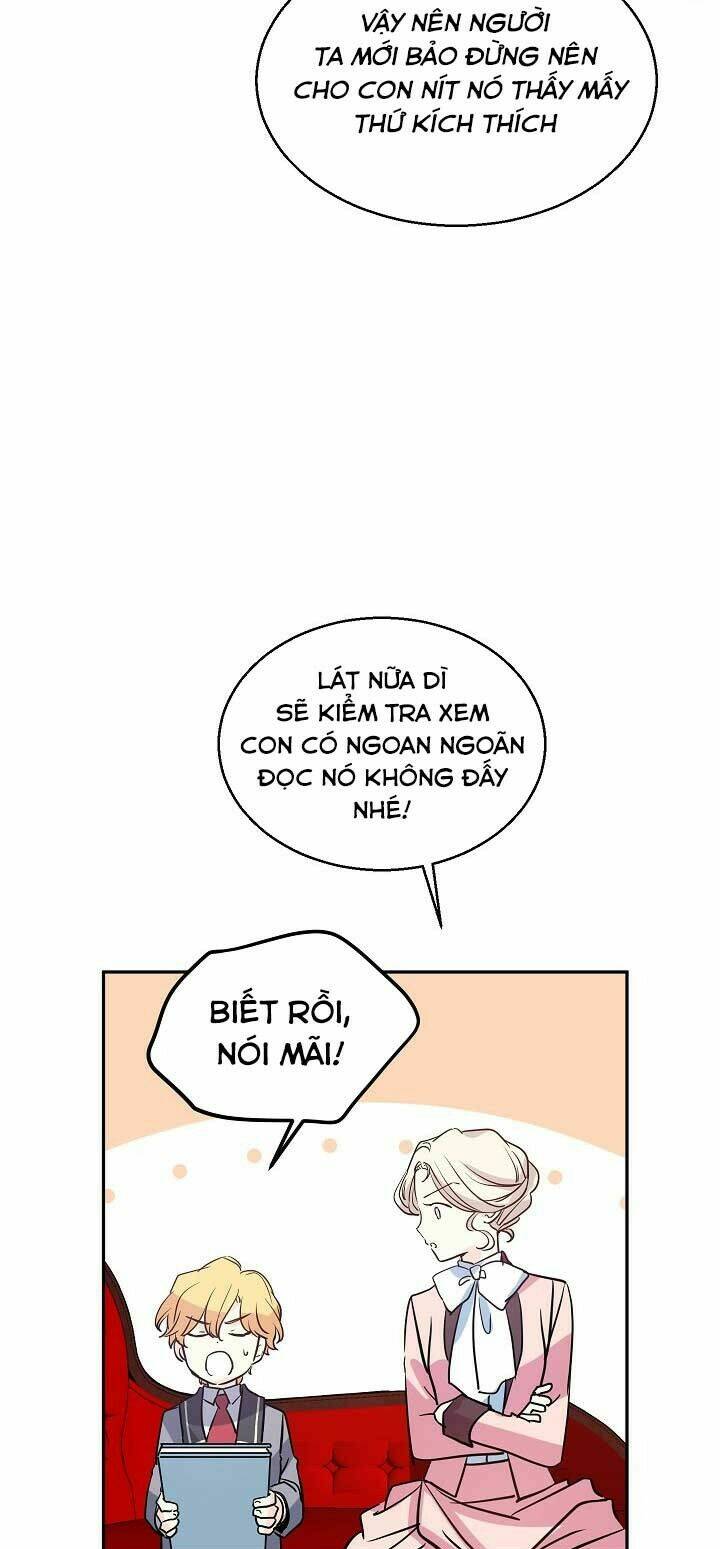 VẬY NÊN NGƯỜI
TA MỚI BẢO ĐỪNG NÊN
CHO CON NÍT NÓ THẤY MẤY
THỨ KÍCH THÍCH
LÁT NỮA DÌ
SẼ KIỂM TRA XEM
CON CÓ NGOAN NGOÃN
ĐỌC NÓ KHÔNG ĐẤY
NHÉ!
BIẾT RỒI,
NÓI MÃI!